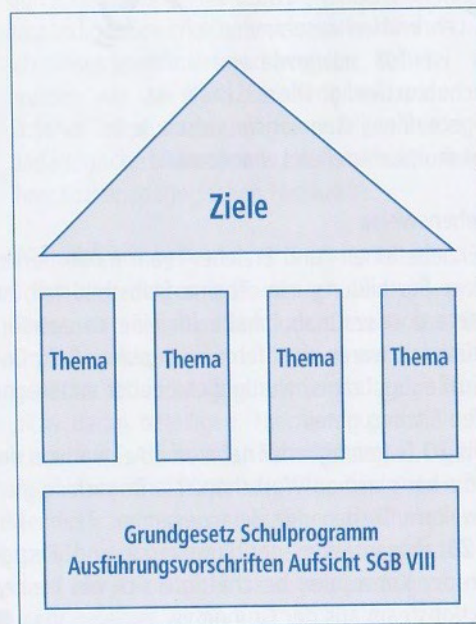 Ziele
Thema Thema Thema Thema
Grundgesetz Schulprogramm
Ausführungsvorschriften Aufsicht SGB VIII